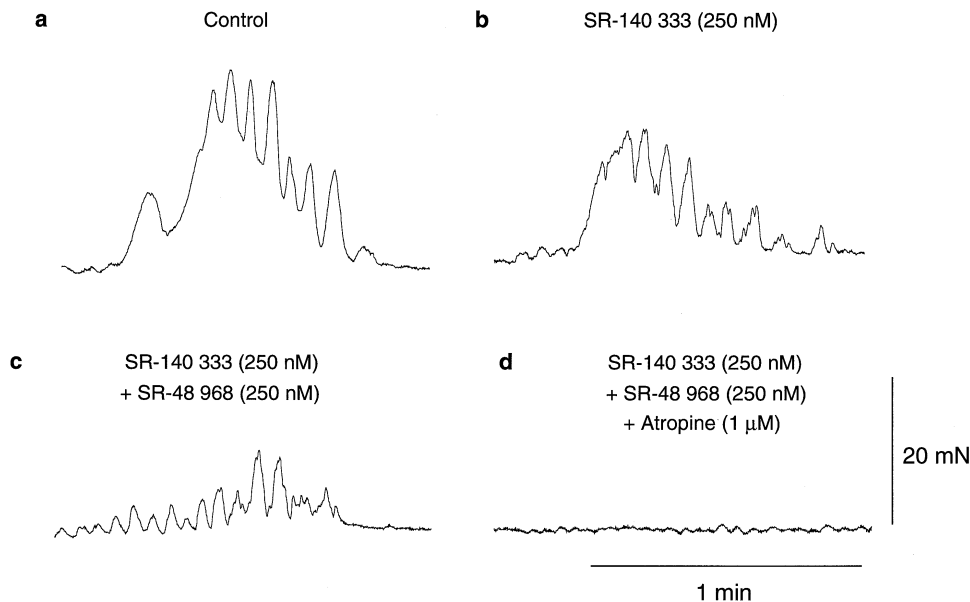 a
Control
b
SR-140 333 (250 nM)
c
SR-140 333 (250 nM)
+ SR-48 968 (250 nM)
d
SR-140 333 (250 nM)
+ SR-48 968 (250 nM)
+ Atropine (1 μM)
20 mN
1 min